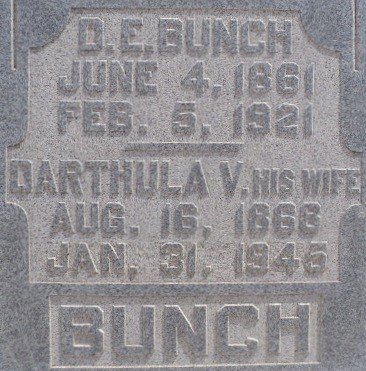 D. E. BUNCH
JUNE 4, 1861
FEB. 5, 1921
DARTHULA V. HIS WIFE
AUG. 16, 1868
JAN. 31, 1945
BUNCH